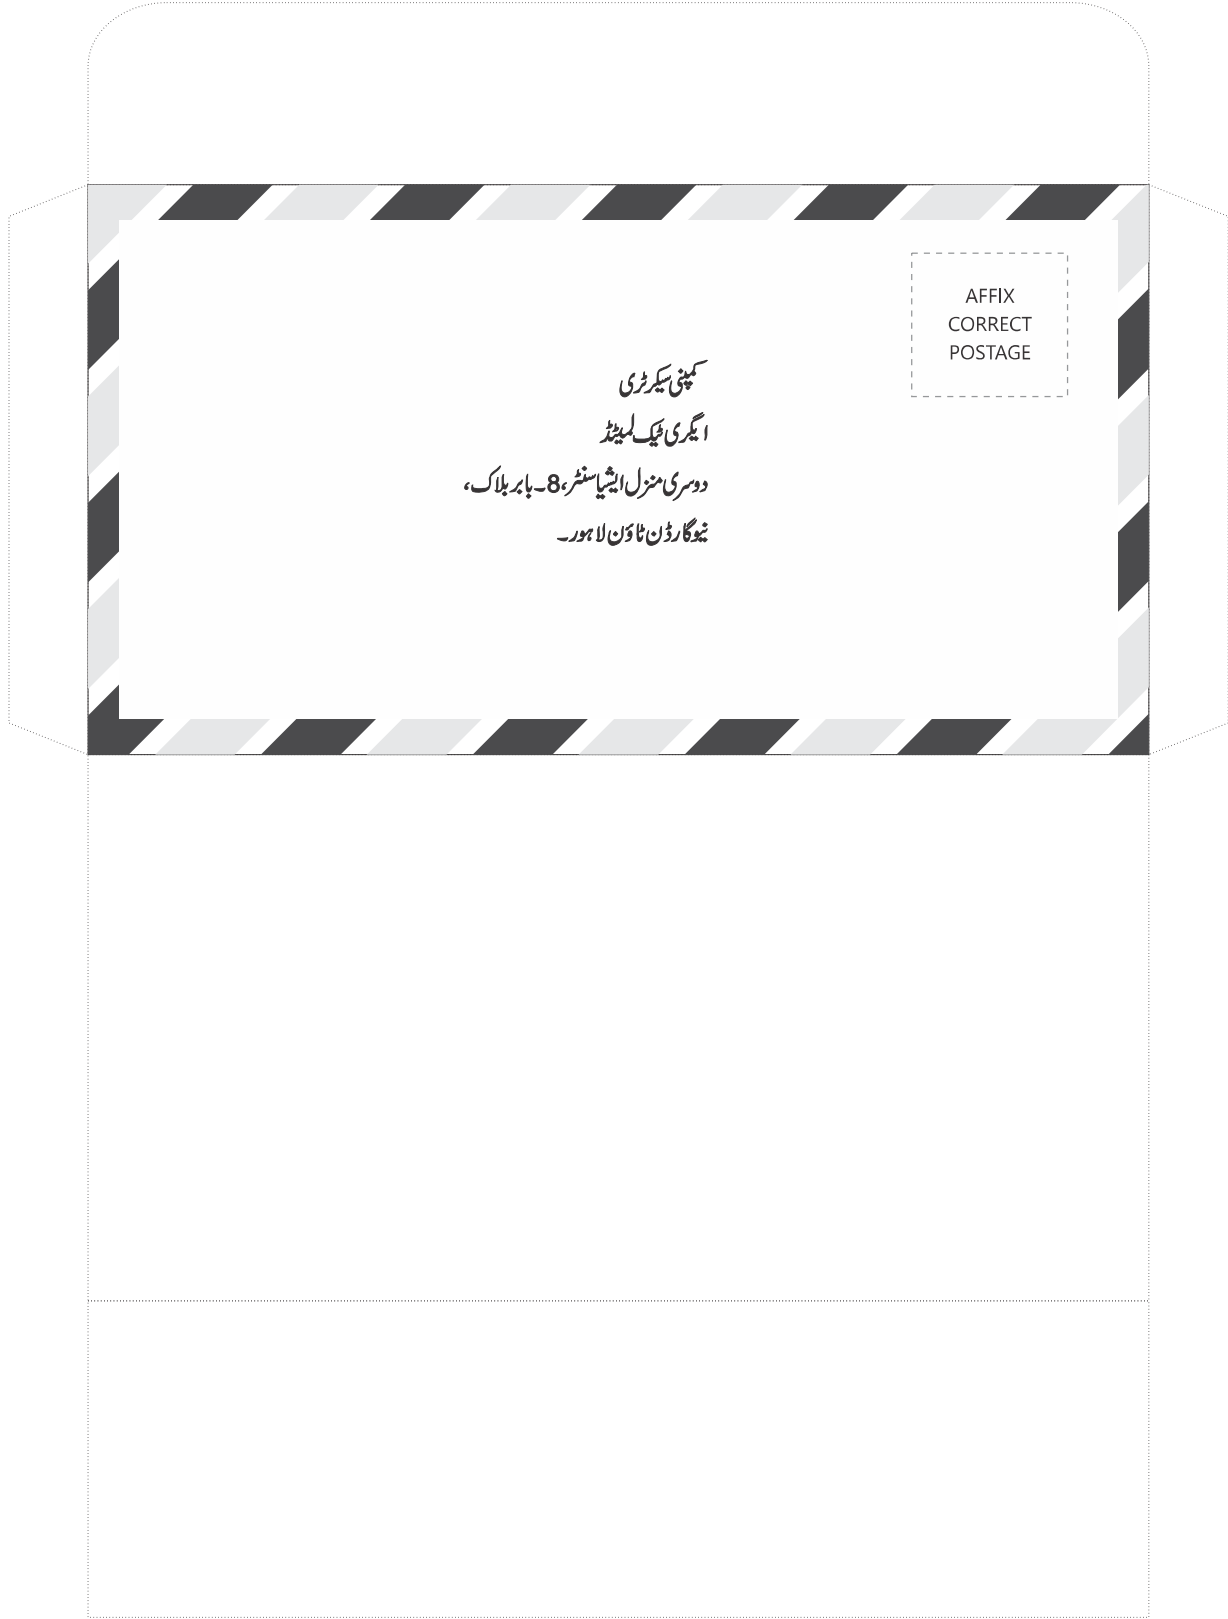 AFFIX
CORRECT
POSTAGE
کمپنی سیکرٹری
ایگری ٹیک لمیٹڈ
دوسری منزل ایشیا سنٹر، 8۔ بابر بلاک،
نیو گارڈن ٹاؤن لاہور۔